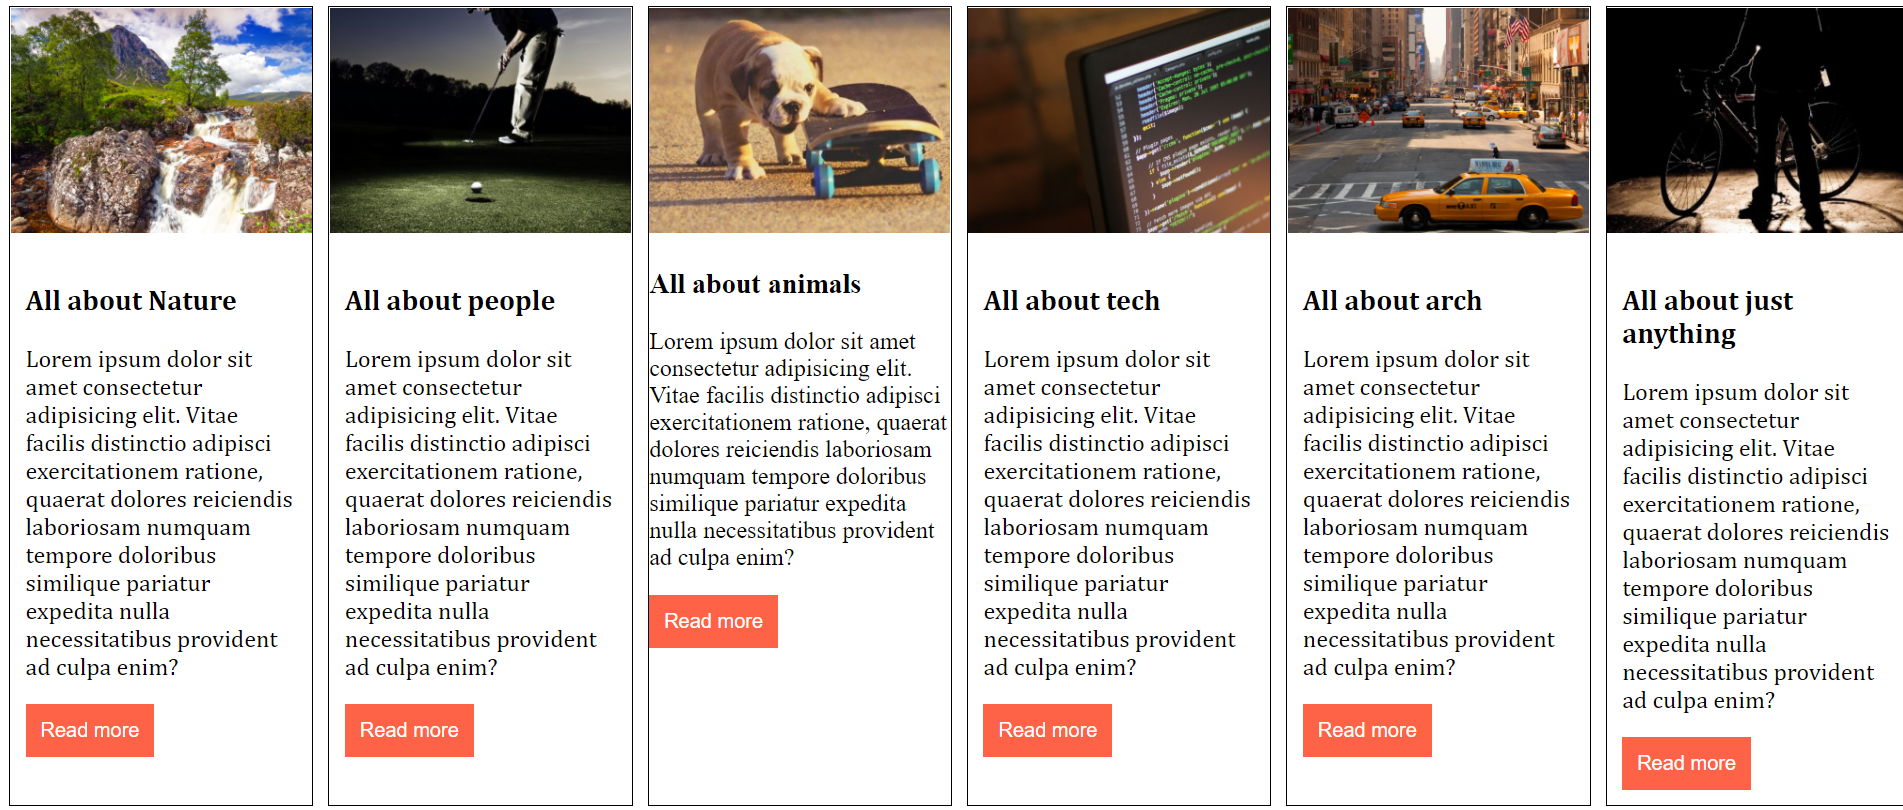 All about Nature
Lorem ipsum dolor sit
amet consectetur
adipisicing elit. Vitae
facilis distinctio adipisci
exercitationem ratione,
quaerat dolores reiciendis
laboriosam numquam
tempore doloribus
similique pariatur
expedita nulla
necessitatibus provident
ad culpa enim?
Read more
All about people
Lorem ipsum dolor sit
amet consectetur
adipisicing elit. Vitae
facilis distinctio adipisci
exercitationem ratione,
quaerat dolores reiciendis
laboriosam numquam
tempore doloribus
similique pariatur
expedita nulla
necessitatibus provident
ad culpa enim?
Read more
All about animals
Lorem ipsum dolor sit amet
consectetur adipisicing elit.
Vitae facilis distinctio adipisci
exercitationem ratione, quaerat
dolores reiciendis laboriosam
numquam tempore doloribus
similique pariatur expedita
nulla necessitatibus provident
ad culpa enim?
Read more
All about tech
Lorem ipsum dolor sit
amet consectetur
adipisicing elit. Vitae
facilis distinctio adipisci
exercitationem ratione,
quaerat dolores reiciendis
laboriosam numquam
tempore doloribus
similique pariatur
expedita nulla
necessitatibus provident
ad culpa enim?
Read more
All about arch
Lorem ipsum dolor sit
amet consectetur
adipisicing elit. Vitae
facilis distinctio adipisci
exercitationem ratione,
quaerat dolores reiciendis
laboriosam numquam
tempore doloribus
similique pariatur
expedita nulla
necessitatibus provident
ad culpa enim?
Read more
All about just
anything
Lorem ipsum dolor sit
amet consectetur
adipisicing elit. Vitae
facilis distinctio adipisci
exercitationem ratione,
quaerat dolores reiciendis
laboriosam numquam
tempore doloribus
similique pariatur
expedita nulla
necessitatibus provident
ad culpa enim?
Read more